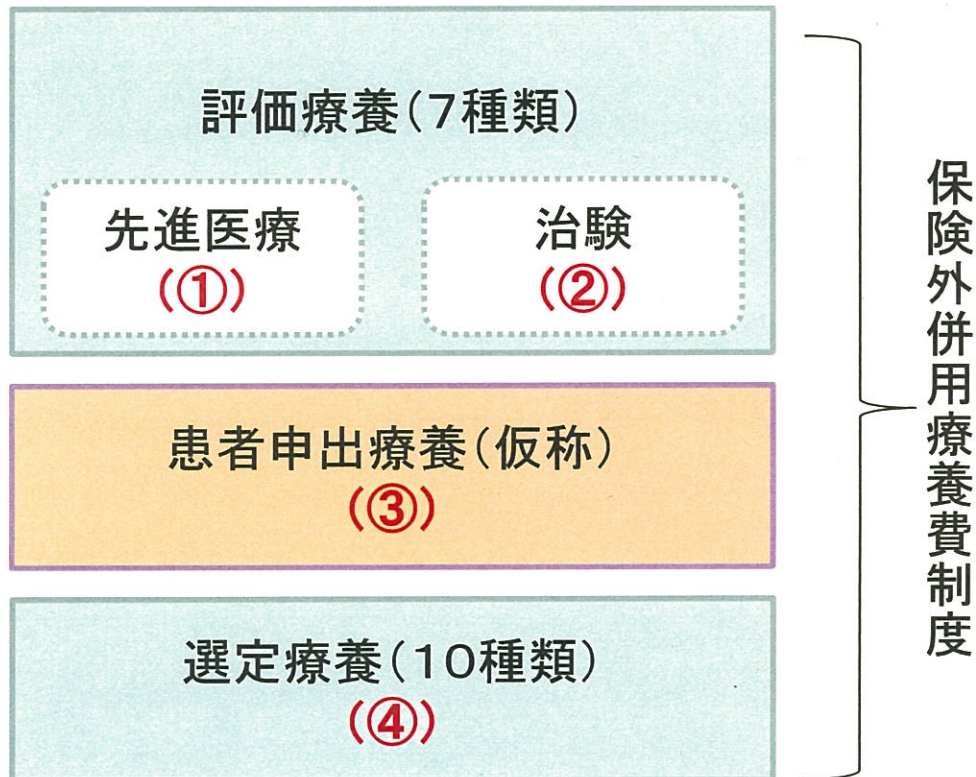 評価療養(7種類)
先進医療
(①)
治験
(②)
患者申出療養(仮称)
(③)
選定療養(10種類)
(④)
保険外併用療養費制度